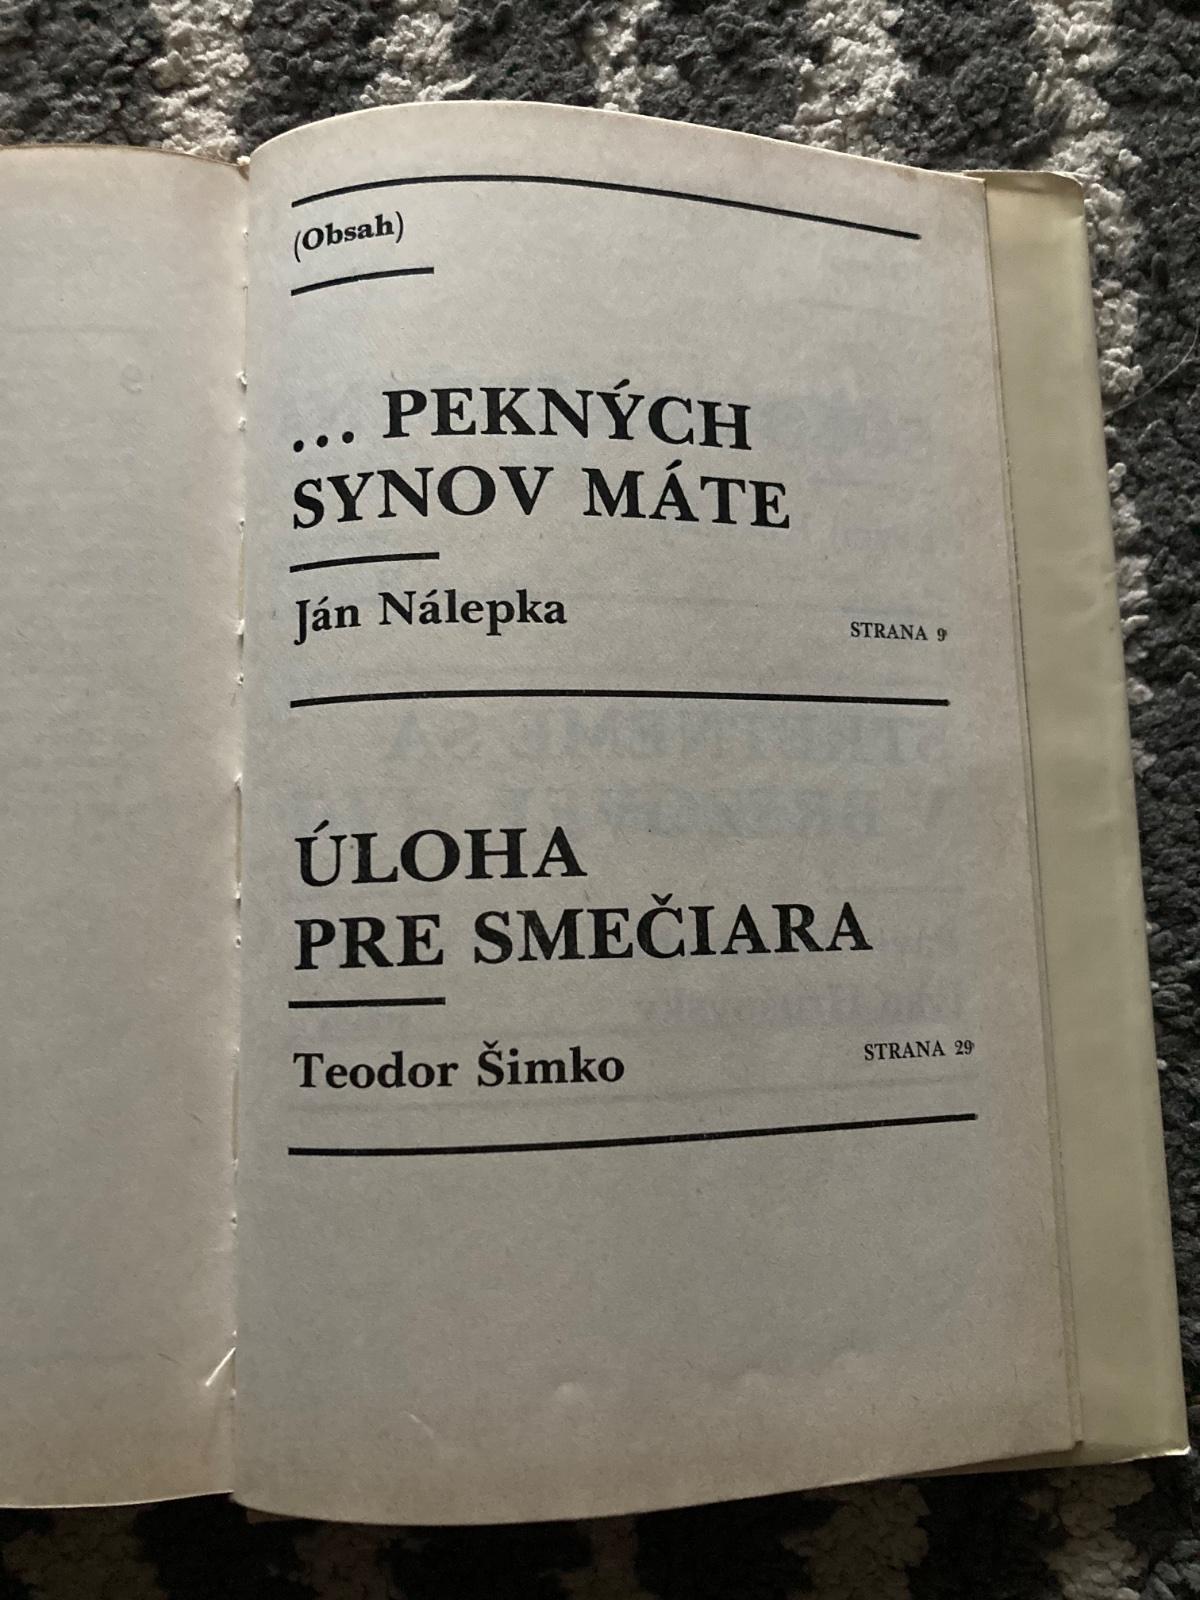 (Obsah)
... PEKNÝCH
SYNOV MÁTE
Ján Nálepka
STRANA 9
ÚLOHA
PRE SMEČIARA
Teodor Šimko
STRANA 29